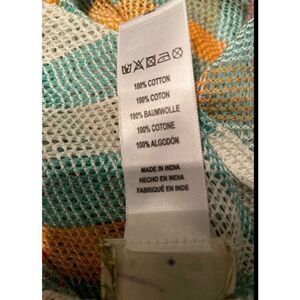 100% COTTON
100% COTON
100% BAUMWOLLE
100% COTONE
100% ALGODÓN
MADE IN INDIA
HECHO EN INDIA
FABRIQUÉ EN INDE